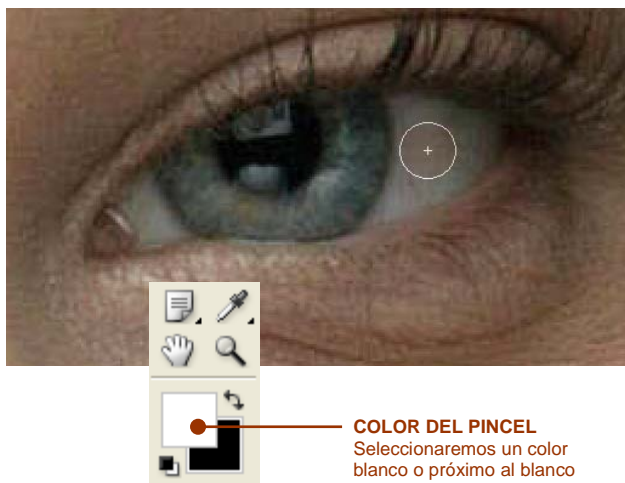 COLOR DEL PINCEL
Seleccionaremos un color
blanco o próximo al blanco